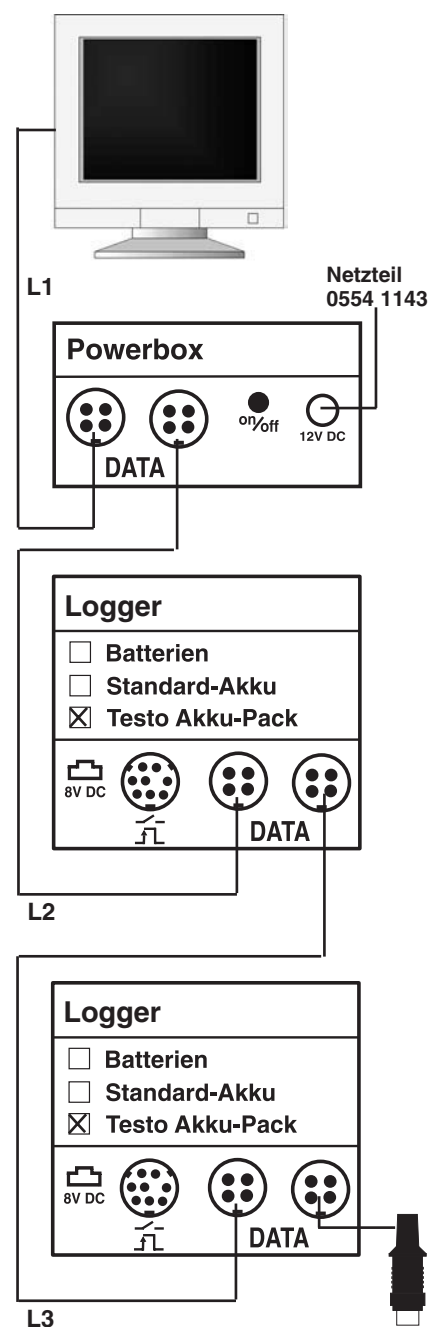 L1
Netzteil
0554 1143
Powerbox
on/off
12V DC
DATA
Logger
Batterien
Standard-Akku
Testo Akku-Pack
8V DC
DATA
L2
Logger
Batterien
Standard-Akku
Testo Akku-Pack
8V DC
DATA
L3